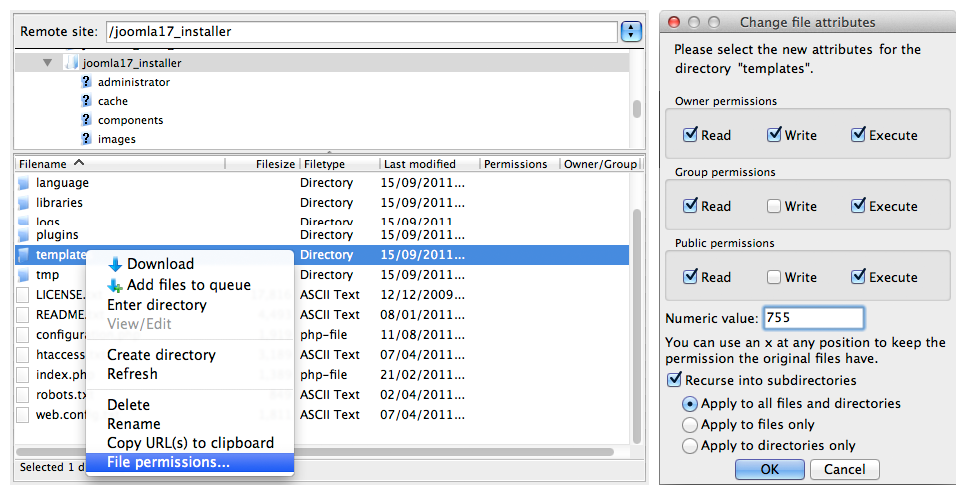 Remote site: /joomla17_installer
joomla17_installer
administrator
cache
components
images
Filename Filesize Filetype Last modified Permissions Owner/Group
language Directory 15/09/2011...
libraries Directory 15/09/2011...
logs Directory 15/09/2011...
plugins Directory 15/09/2011...
template Directory 15/09/2011...
tmp Directory 15/09/2011...
LICENSE. ASCII Text 12/12/2009...
README. ASCII Text 08/01/2011...
configura php-file 11/08/2011...
htaccess ASCII Text 07/04/2011...
index.ph php-file 21/02/2011...
robots.tx ASCII Text 02/04/2011...
web.conf ASCII Text 07/04/2011...
Selected 1 d
Download
Add files to queue
Enter directory
View/Edit
Create directory
Refresh
Delete
Rename
Copy URL(s) to clipboard
File permissions...
Change file attributes
Please select the new attributes for the
directory "templates".
Owner permissions
Read Write Execute
Group permissions
Read Write Execute
Public permissions
Read Write Execute
Numeric value: 755
You can use an x at any position to keep the
permission the original files have.
Recurse into subdirectories
Apply to all files and directories
Apply to files only
Apply to directories only
OK Cancel